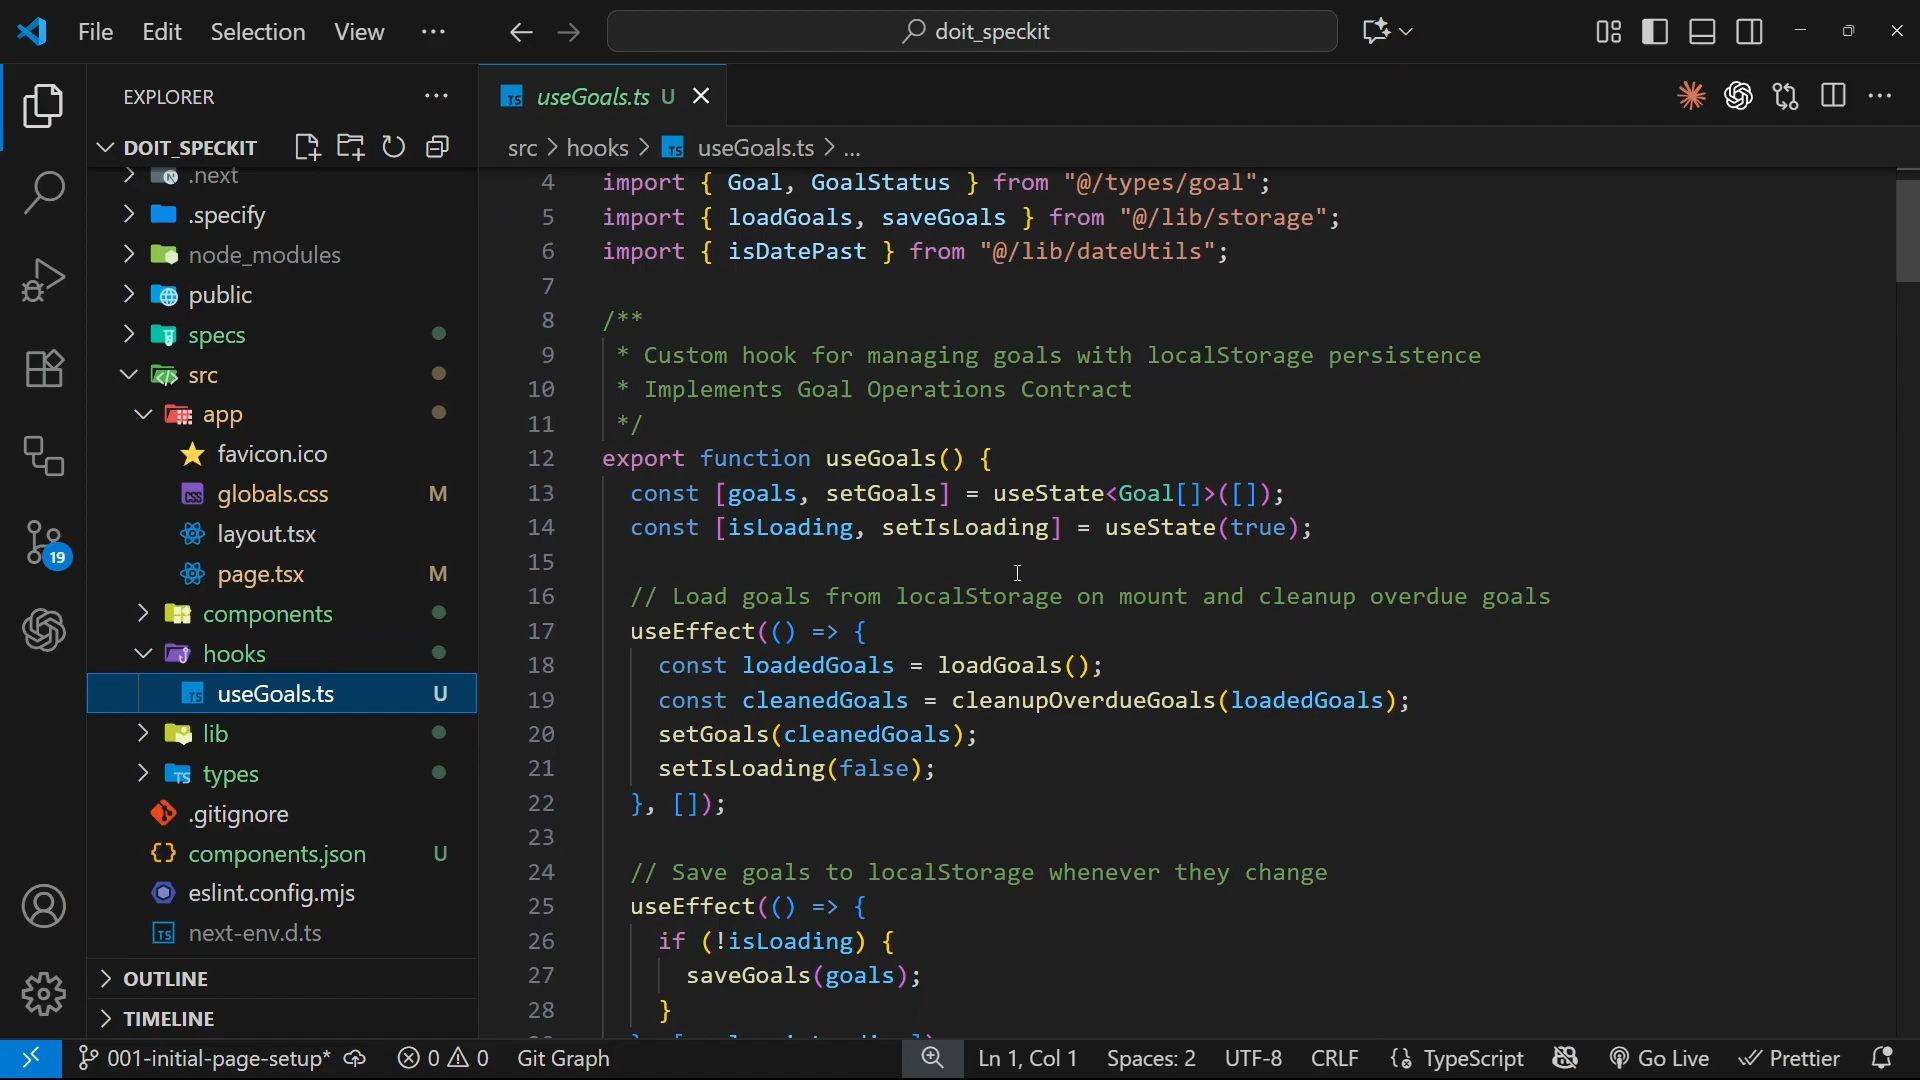 File Edit Selection View ···
doit_speckit
EXPLORER ···
DOIT_SPECKIT
.next
.specify
node_modules
public
specs
src
app
favicon.ico
globals.css M
layout.tsx
page.tsx M
components
hooks
useGoals.ts U
lib
types
.gitignore
components.json U
eslint.config.mjs
next-env.d.ts
OUTLINE
TIMELINE
19
useGoals.ts U
src > hooks > TS useGoals.ts > ...
4 import { Goal, GoalStatus } from "@/types/goal";
5 import { loadGoals, saveGoals } from "@/lib/storage";
6 import { isDatePast } from "@/lib/dateUtils";
7
8 /**
9 * Custom hook for managing goals with localStorage persistence
10 * Implements Goal Operations Contract
11 */
12 export function useGoals() {
13 const [goals, setGoals] = useState<Goal[]>([]);
14 const [isLoading, setIsLoading] = useState(true);
15
16 // Load goals from localStorage on mount and cleanup overdue goals
17 useEffect(() => {
18 const loadedGoals = loadGoals();
19 const cleanedGoals = cleanupOverdueGoals(loadedGoals);
20 setGoals(cleanedGoals);
21 setIsLoading(false);
22 }, []);
23
24 // Save goals to localStorage whenever they change
25 useEffect(() => {
26 if (!isLoading) {
27 saveGoals(goals);
28 }
001-initial-page-setup* 0 0 Git Graph Ln 1, Col 1 Spaces: 2 UTF-8 CRLF {} TypeScript Go Live Prettier